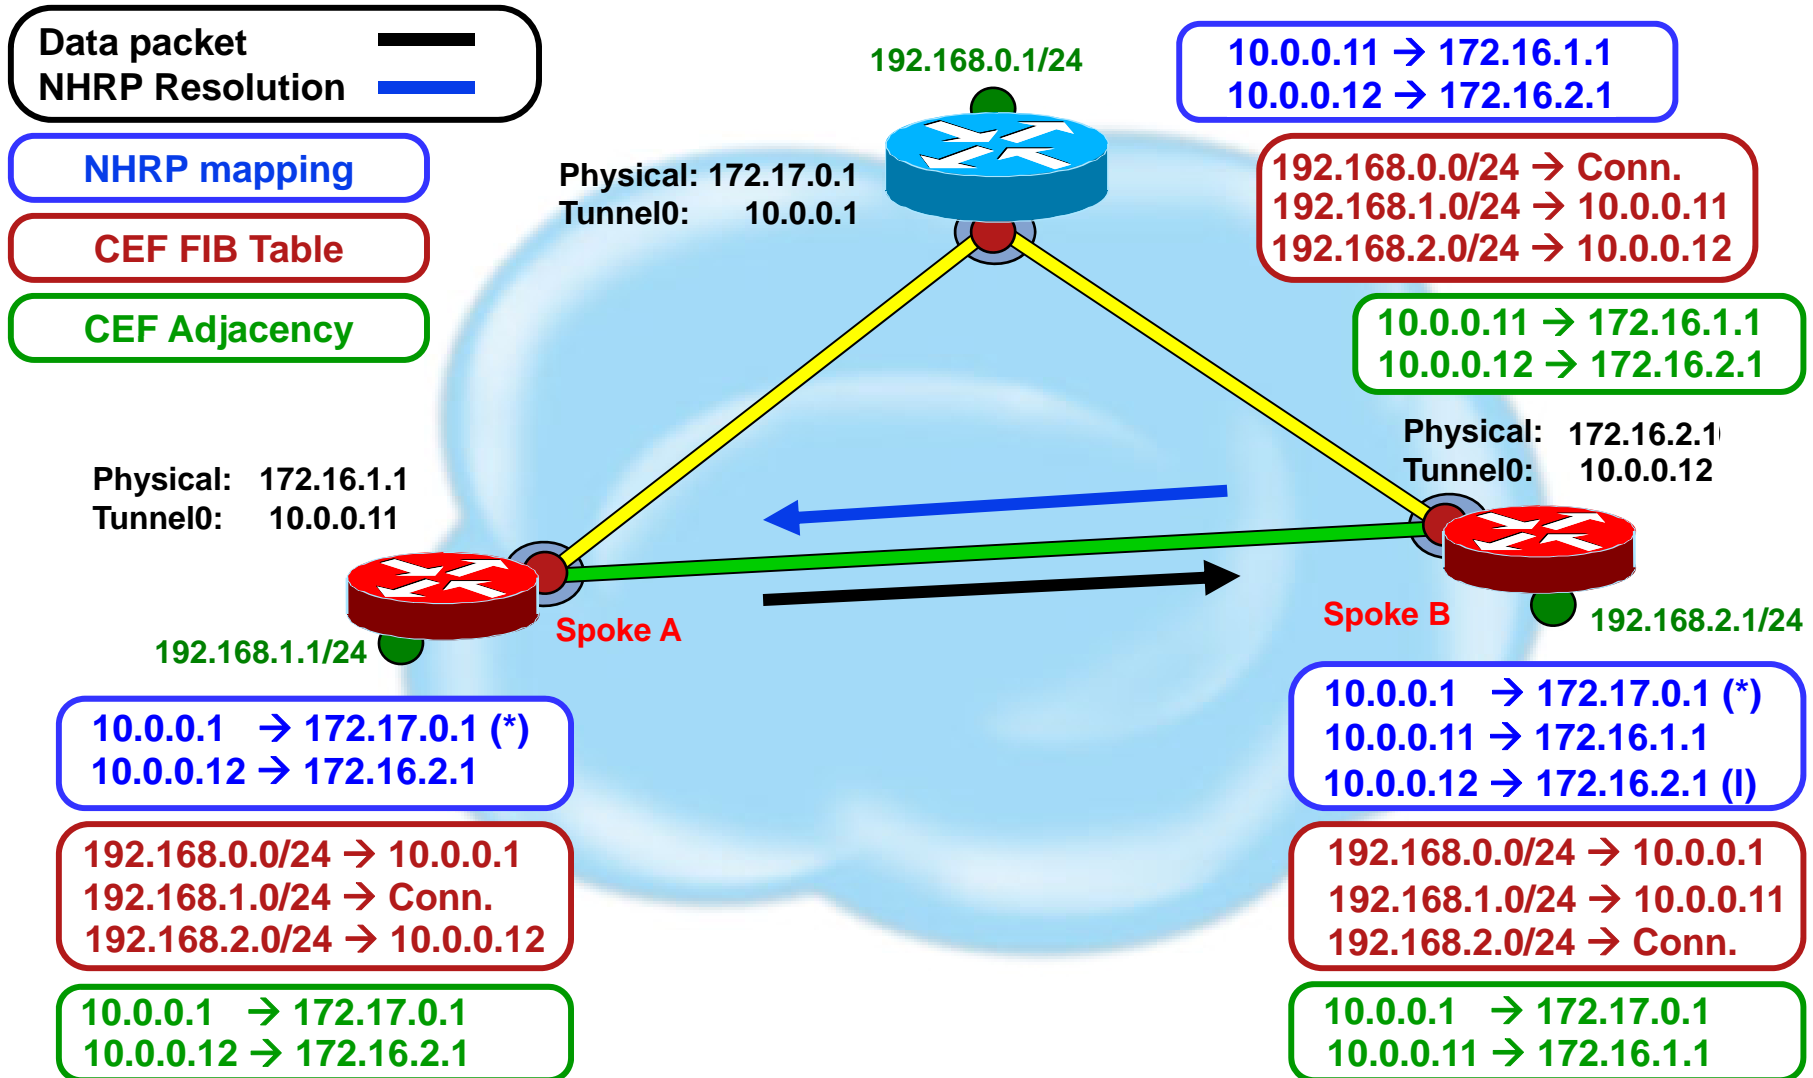 Data packet
NHRP Resolution
NHRP mapping
CEF FIB Table
CEF Adjacency
192.168.0.1/24
Physical: 172.17.0.1
Tunnel0: 10.0.0.1
10.0.0.11 → 172.16.1.1
10.0.0.12 → 172.16.2.1
192.168.0.0/24 → Conn.
192.168.1.0/24 → 10.0.0.11
192.168.2.0/24 → 10.0.0.12
10.0.0.11 → 172.16.1.1
10.0.0.12 → 172.16.2.1
Physical: 172.16.2.1
Tunnel0: 10.0.0.12
Physical: 172.16.1.1
Tunnel0: 10.0.0.11
Spoke A
192.168.1.1/24
Spoke B
192.168.2.1/24
10.0.0.1 → 172.17.0.1 (*)
10.0.0.12 → 172.16.2.1
192.168.0.0/24 → 10.0.0.1
192.168.1.0/24 → Conn.
192.168.2.0/24 → 10.0.0.12
10.0.0.1 → 172.17.0.1
10.0.0.12 → 172.16.2.1
10.0.0.1 → 172.17.0.1 (*)
10.0.0.11 → 172.16.1.1
10.0.0.12 → 172.16.2.1 (l)
192.168.0.0/24 → 10.0.0.1
192.168.1.0/24 → 10.0.0.11
192.168.2.0/24 → Conn.
10.0.0.1 → 172.17.0.1
10.0.0.11 → 172.16.1.1